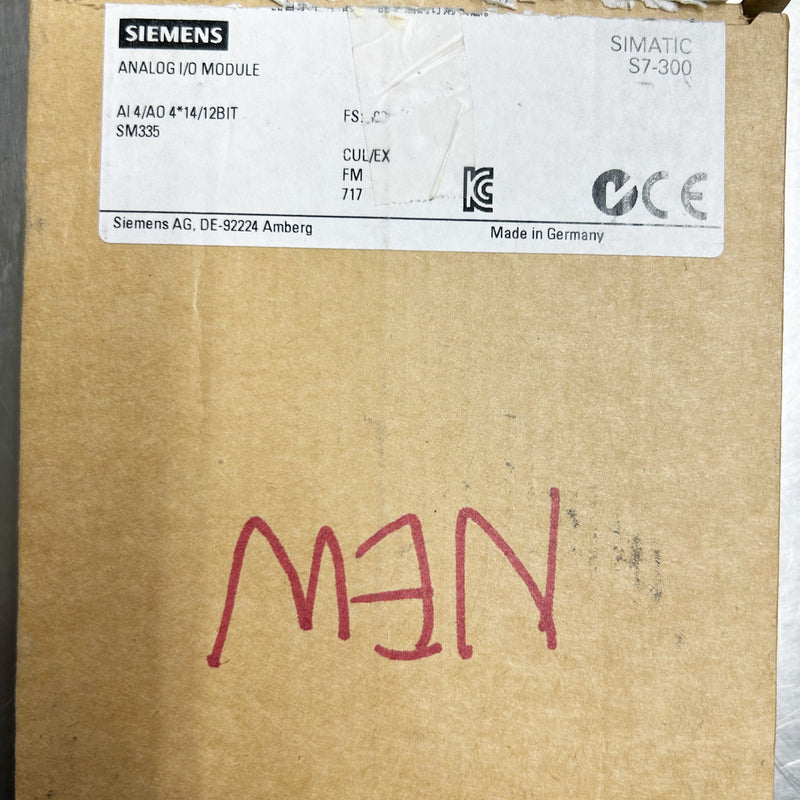 SIEMENS
SIMATIC
S7-300
ANALOG I/O MODULE
AI 4/AO 4*14/12BIT
SM335
FS:
CUL/EX
FM
717
Siemens AG, DE-92224 Amberg
Made in Germany
NEW